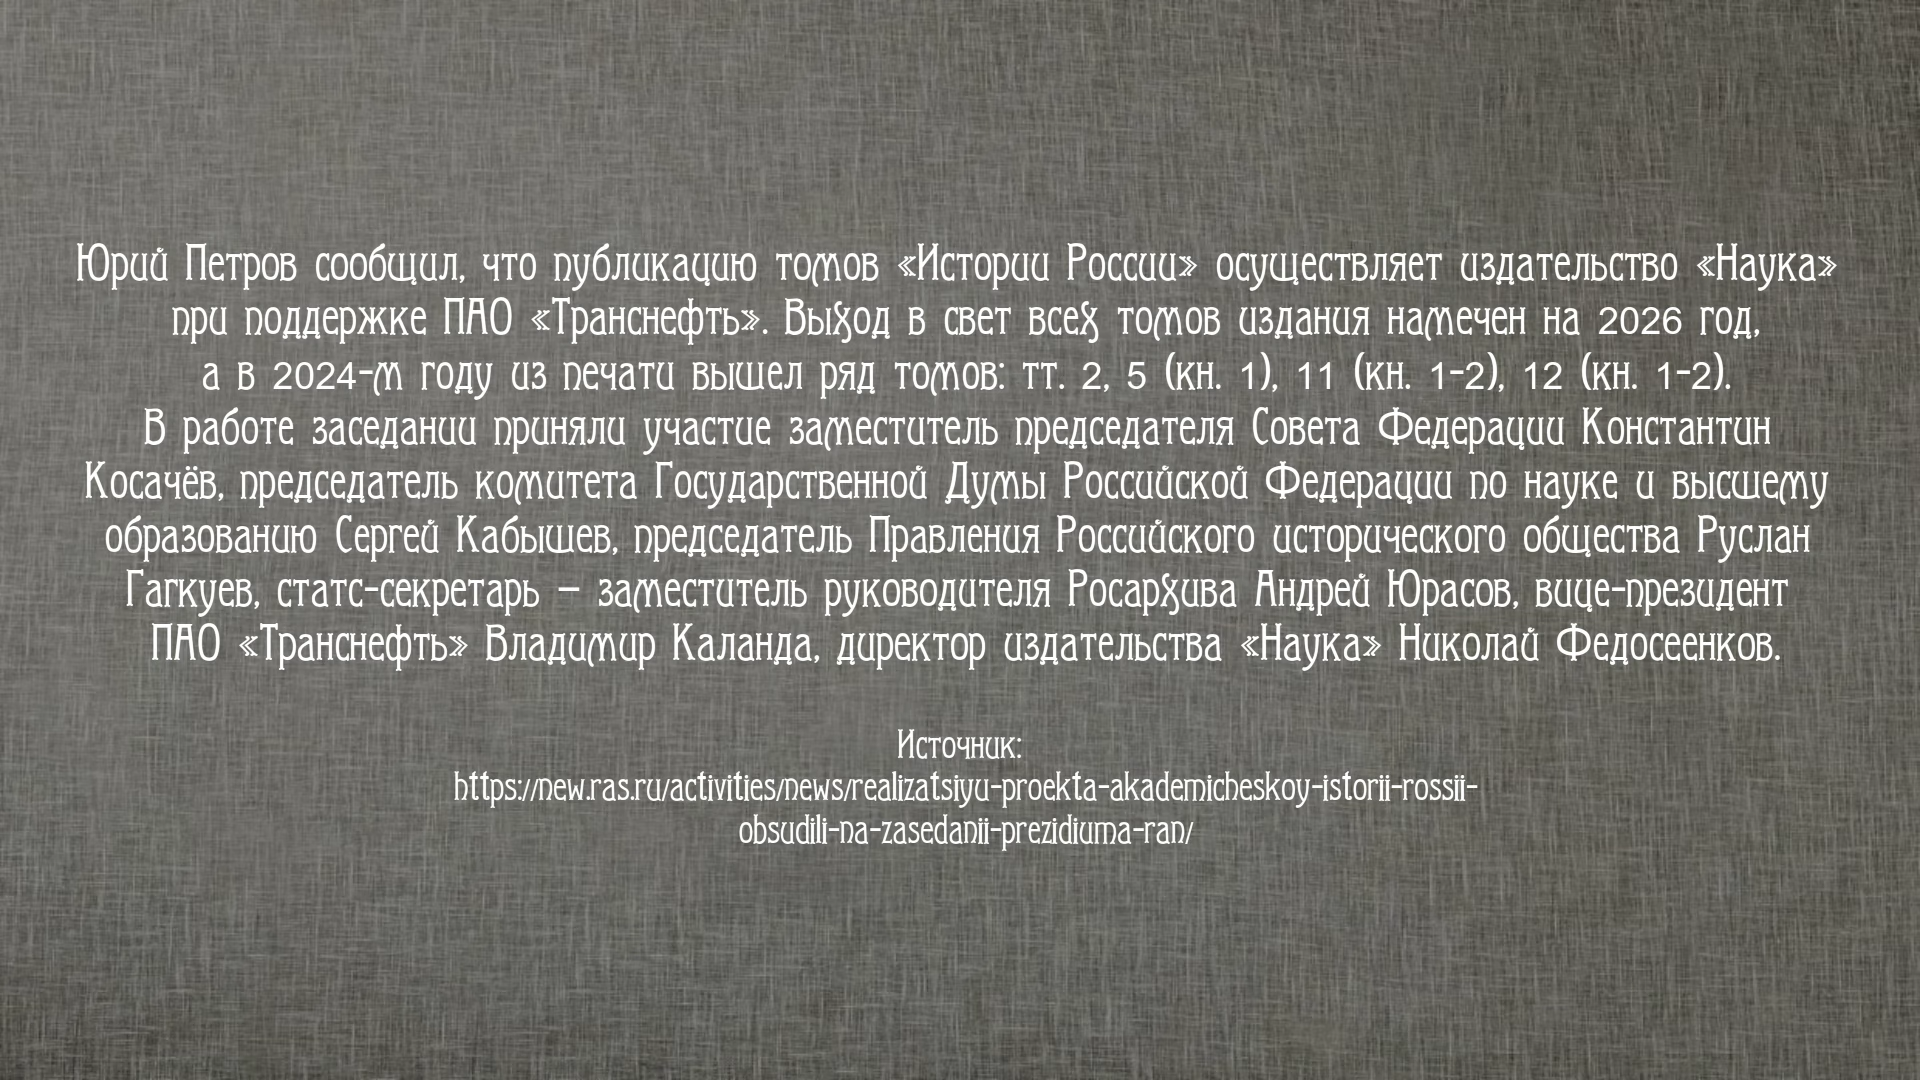 Юрий Петров сообщил, что публикацию томов «Истории России» осуществляет издательство «Наука»
при поддержке ПАО «Транснефть». Выход в свет всех томов издания намечен на 2026 год,
а в 2024-м году из печати вышел ряд томов: тт. 2, 5 (кн. 1), 11 (кн. 1-2), 12 (кн. 1-2).
В работе заседании приняли участие заместитель председателя Совета Федерации Константин
Косачёв, председатель комитета Государственной Думы Российской Федерации по науке и высшему
образованию Сергей Кабышев, председатель Правления Российского исторического общества Руслан
Гагкуев, статс-секретарь – заместитель руководителя Росархива Андрей Юрасов, вице-президент
ПАО «Транснефть» Владимир Каланда, директор издательства «Наука» Николай Федосеенков.
Источник:
https://new.ras.ru/activities/news/realizatsiyu-proekta-akademicheskoy-istorii-rossii-
obsudili-na-zasedanii-prezidiuma-ran/